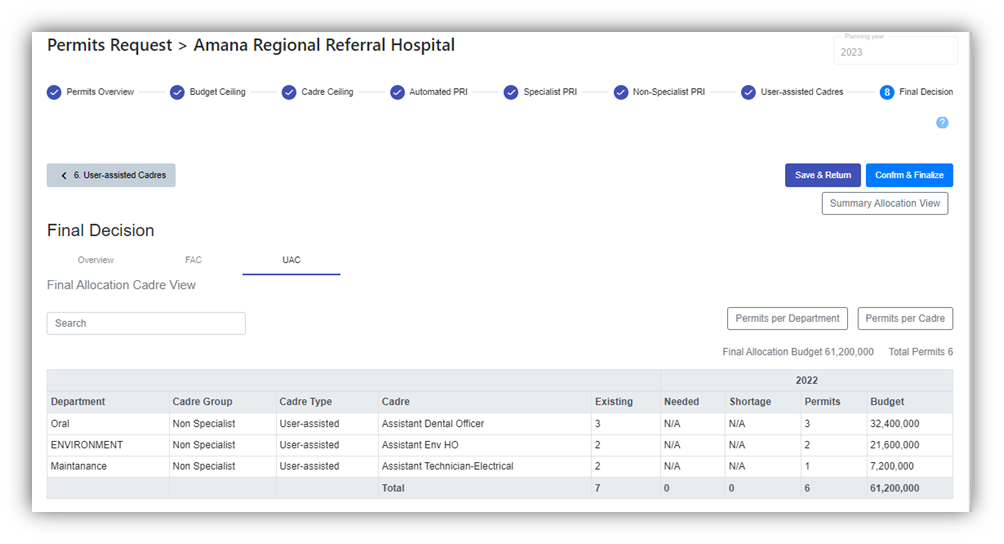 Permits Request > Amana Regional Referral Hospital
Planning year
2023
Permits Overview Budget Ceiling Cadre Ceiling Automated PRI Specialist PRI Non-Specialist PRI User-assisted Cadres 8 Final Decision
?
6. User-assisted Cadres Save & Return Confrm & Finalize
Summary Allocation View
Final Decision
Overview FAC UAC
Final Allocation Cadre View
Search Permits per Department Permits per Cadre
Final Allocation Budget 61,200,000 Total Permits 6
2022
Department Cadre Group Cadre Type Cadre Existing Needed Shortage Permits Budget
Oral Non Specialist User-assisted Assistant Dental Officer 3 N/A N/A 3 32,400,000
ENVIRONMENT Non Specialist User-assisted Assistant Env HO 2 N/A N/A 2 21,600,000
Maintanance Non Specialist User-assisted Assistant Technician-Electrical 2 N/A N/A 1 7,200,000
Total 7 0 0 6 61,200,000